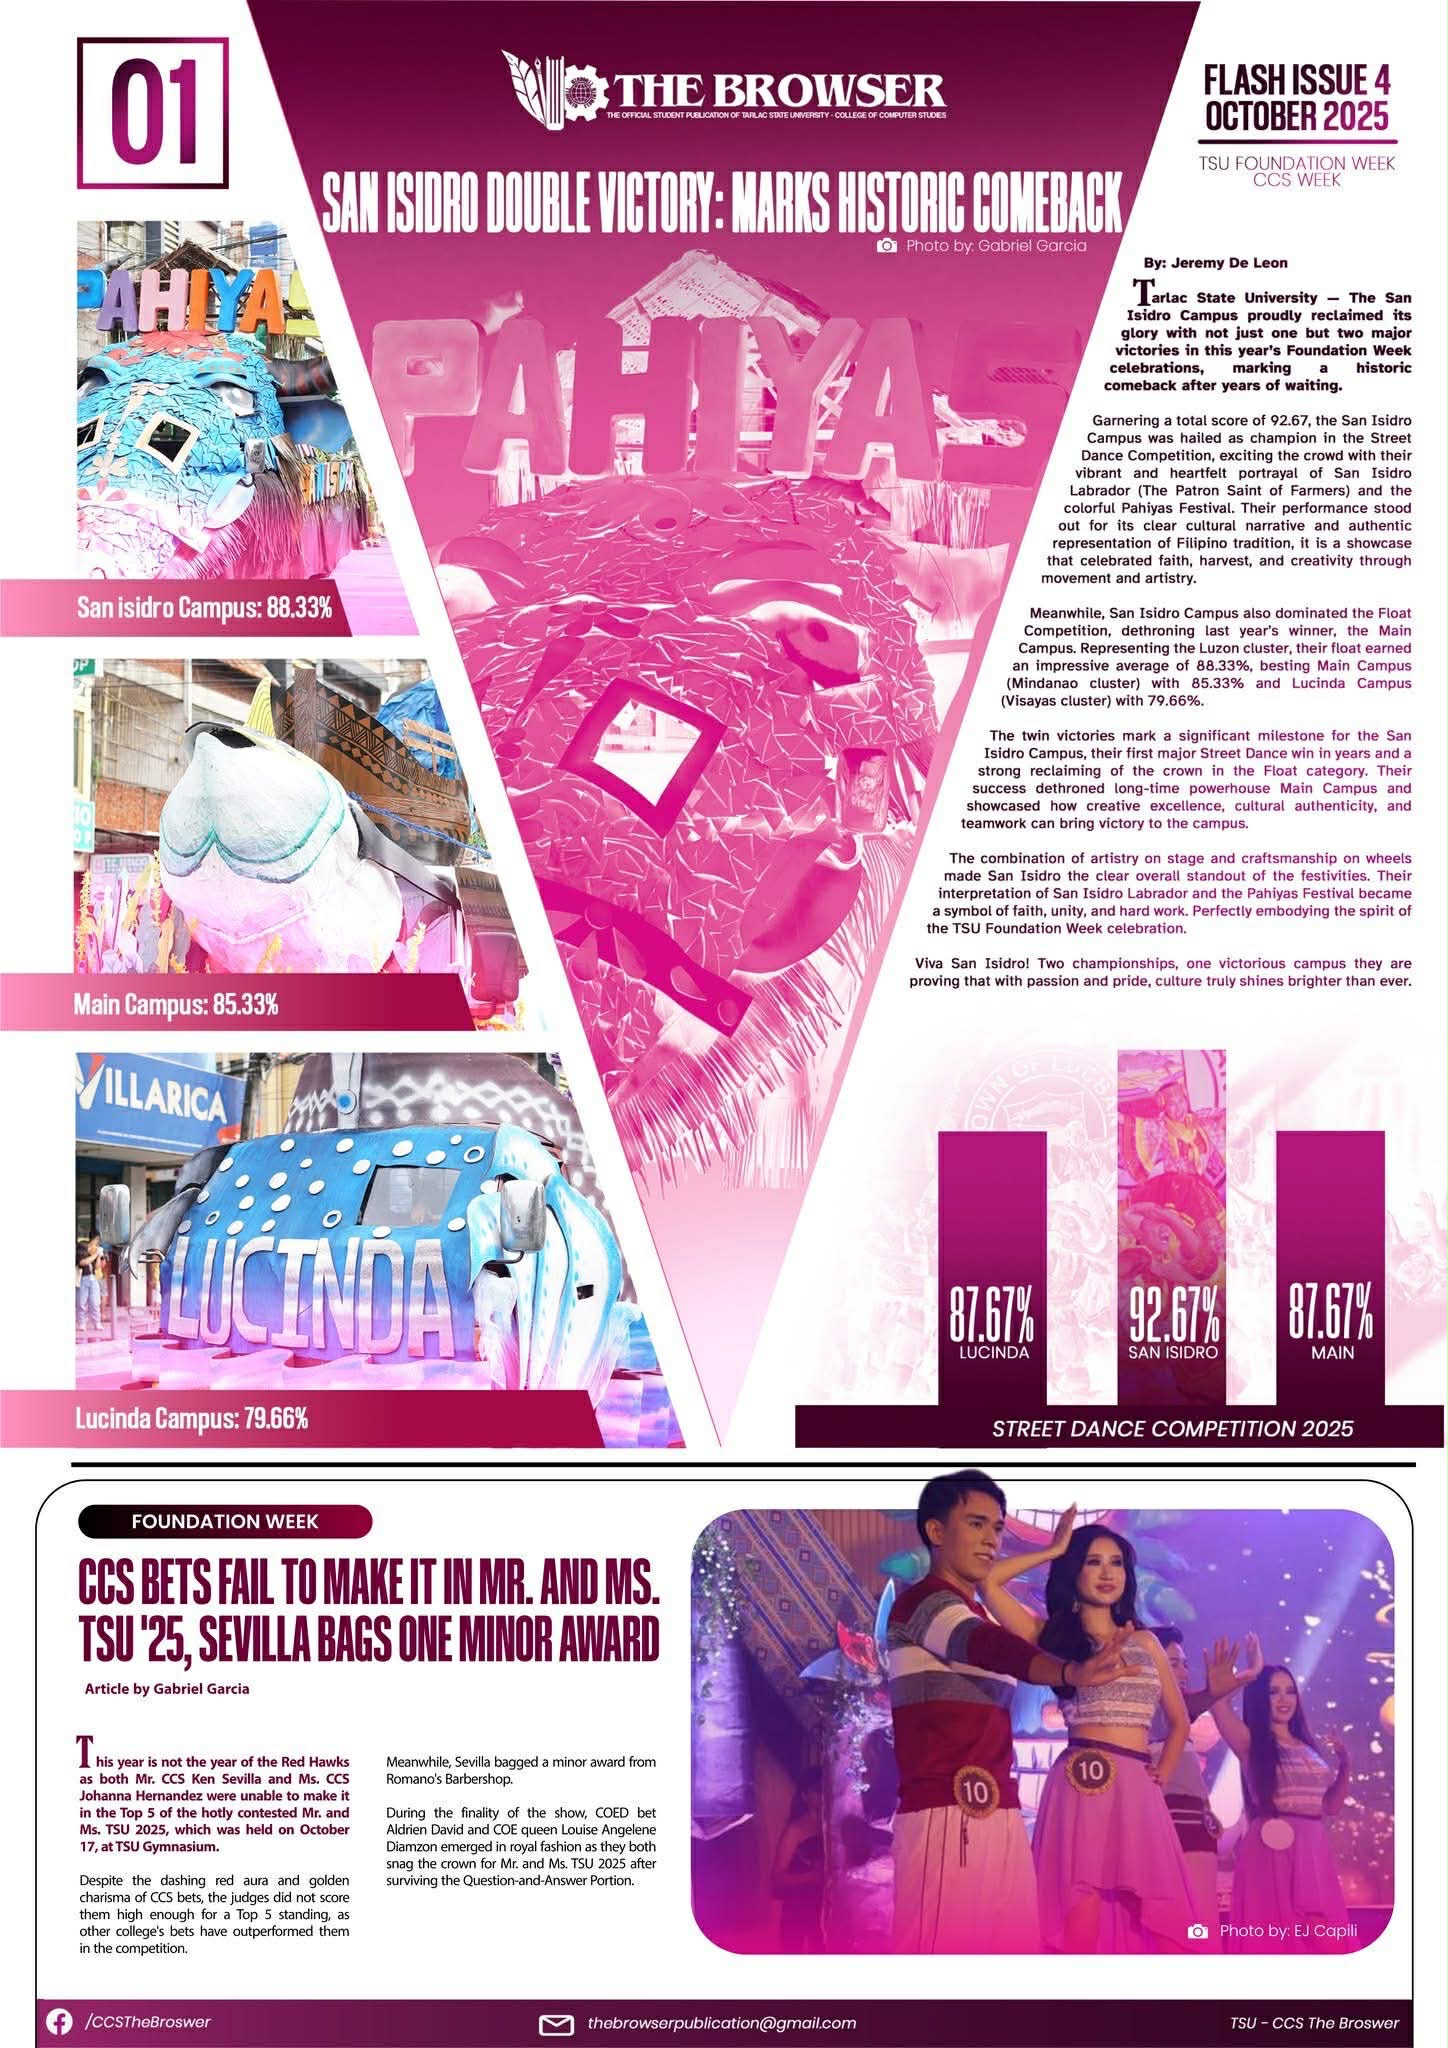 01
THE BROWSER
THE OFFICIAL STUDENT PUBLICATION OF TARLAC STATE UNIVERSITY - COLLEGE OF COMPUTER STUDIES
FLASH ISSUE 4
OCTOBER 2025
TSU FOUNDATION WEEK
CCS WEEK
SAN ISIDRO DOUBLE VICTORY: MARKS HISTORIC COMEBACK
Photo by: Gabriel Garcia
PAHIYAS
PAHIYAS
San isidro Campus: 88.33%
Main Campus: 85.33%
VILLARICA
LUCINDA
Lucinda Campus: 79.66%
By: Jeremy De Leon
Tarlac State University — The San
Isidro Campus proudly reclaimed its
glory with not just one but two major
victories in this year's Foundation Week
celebrations, marking a historic
comeback after years of waiting.
Garnering a total score of 92.67, the San Isidro
Campus was hailed as champion in the Street
Dance Competition, exciting the crowd with their
vibrant and heartfelt portrayal of San Isidro
Labrador (The Patron Saint of Farmers) and the
colorful Pahiyas Festival. Their performance stood
out for its clear cultural narrative and authentic
representation of Filipino tradition, it is a showcase
that celebrated faith, harvest, and creativity through
movement and artistry.
Meanwhile, San Isidro Campus also dominated the Float
Competition, dethroning last year's winner, the Main
Campus. Representing the Luzon cluster, their float earned
an impressive average of 88.33%, besting Main Campus
(Mindanao cluster) with 85.33% and Lucinda Campus
(Visayas cluster) with 79.66%.
The twin victories mark a significant milestone for the San
Isidro Campus, their first major Street Dance win in years and a
strong reclaiming of the crown in the Float category. Their
success dethroned long-time powerhouse Main Campus and
showcased how creative excellence, cultural authenticity, and
teamwork can bring victory to the campus.
The combination of artistry on stage and craftsmanship on wheels
made San Isidro the clear overall standout of the festivities. Their
interpretation of San Isidro Labrador and the Pahiyas Festival became
a symbol of faith, unity, and hard work. Perfectly embodying the spirit of
the TSU Foundation Week celebration.
Viva San Isidro! Two championships, one victorious campus they are
proving that with passion and pride, culture truly shines brighter than ever.
87.67%
LUCINDA
92.67%
SAN ISIDRO
87.67%
MAIN
STREET DANCE COMPETITION 2025
FOUNDATION WEEK
CCS BETS FAIL TO MAKE IT IN MR. AND MS.
TSU '25, SEVILLA BAGS ONE MINOR AWARD
Article by Gabriel Garcia
This year is not the year of the Red Hawks
as both Mr. CCS Ken Sevilla and Ms. CCS
Johanna Hernandez were unable to make it
in the Top 5 of the hotly contested Mr. and
Ms. TSU 2025, which was held on October
17, at TSU Gymnasium.
Despite the dashing red aura and golden
charisma of CCS bets, the judges did not score
them high enough for a Top 5 standing, as
other college's bets have outperformed them
in the competition.
Meanwhile, Sevilla bagged a minor award from
Romano's Barbershop.
During the finality of the show, COED bet
Aldrien David and COE queen Louise Angelene
Diamzon emerged in royal fashion as they both
snag the crown for Mr. and Ms. TSU 2025 after
surviving the Question-and-Answer Portion.
10
10
Photo by: EJ Capili
/CCSTheBroswer
thebrowserpublication@gmail.com
TSU - CCS The Broswer